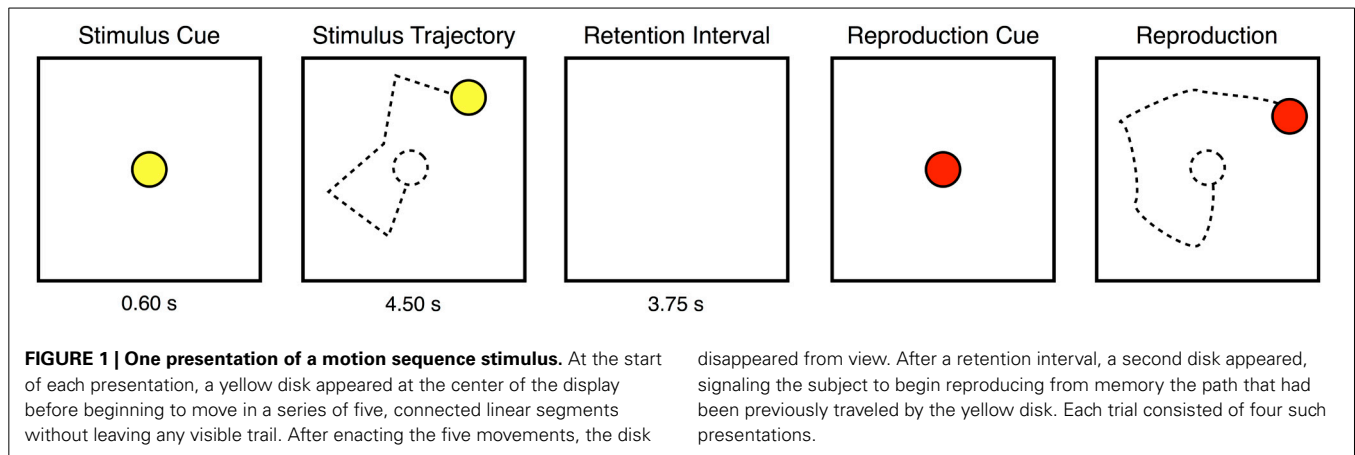 Stimulus Cue
Stimulus Trajectory
Retention Interval
Reproduction Cue
Reproduction
0.60 s
4.50 s
3.75 s
FIGURE 1 | One presentation of a motion sequence stimulus. At the start
of each presentation, a yellow disk appeared at the center of the display
before beginning to move in a series of five, connected linear segments
without leaving any visible trail. After enacting the five movements, the disk
disappeared from view. After a retention interval, a second disk appeared,
signaling the subject to begin reproducing from memory the path that had
been previously traveled by the yellow disk. Each trial consisted of four such
presentations.